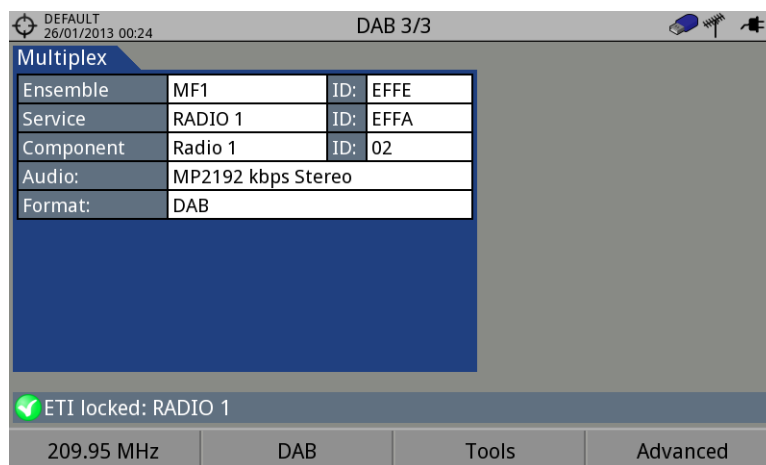 DEFAULT
26/01/2013 00:24
DAB 3/3
Multiplex
Ensemble MF1 ID: EFFE
Service RADIO 1 ID: EFFA
Component Radio 1 ID: 02
Audio: MP2192 kbps Stereo
Format: DAB
ETI locked: RADIO 1
209.95 MHz DAB Tools Advanced